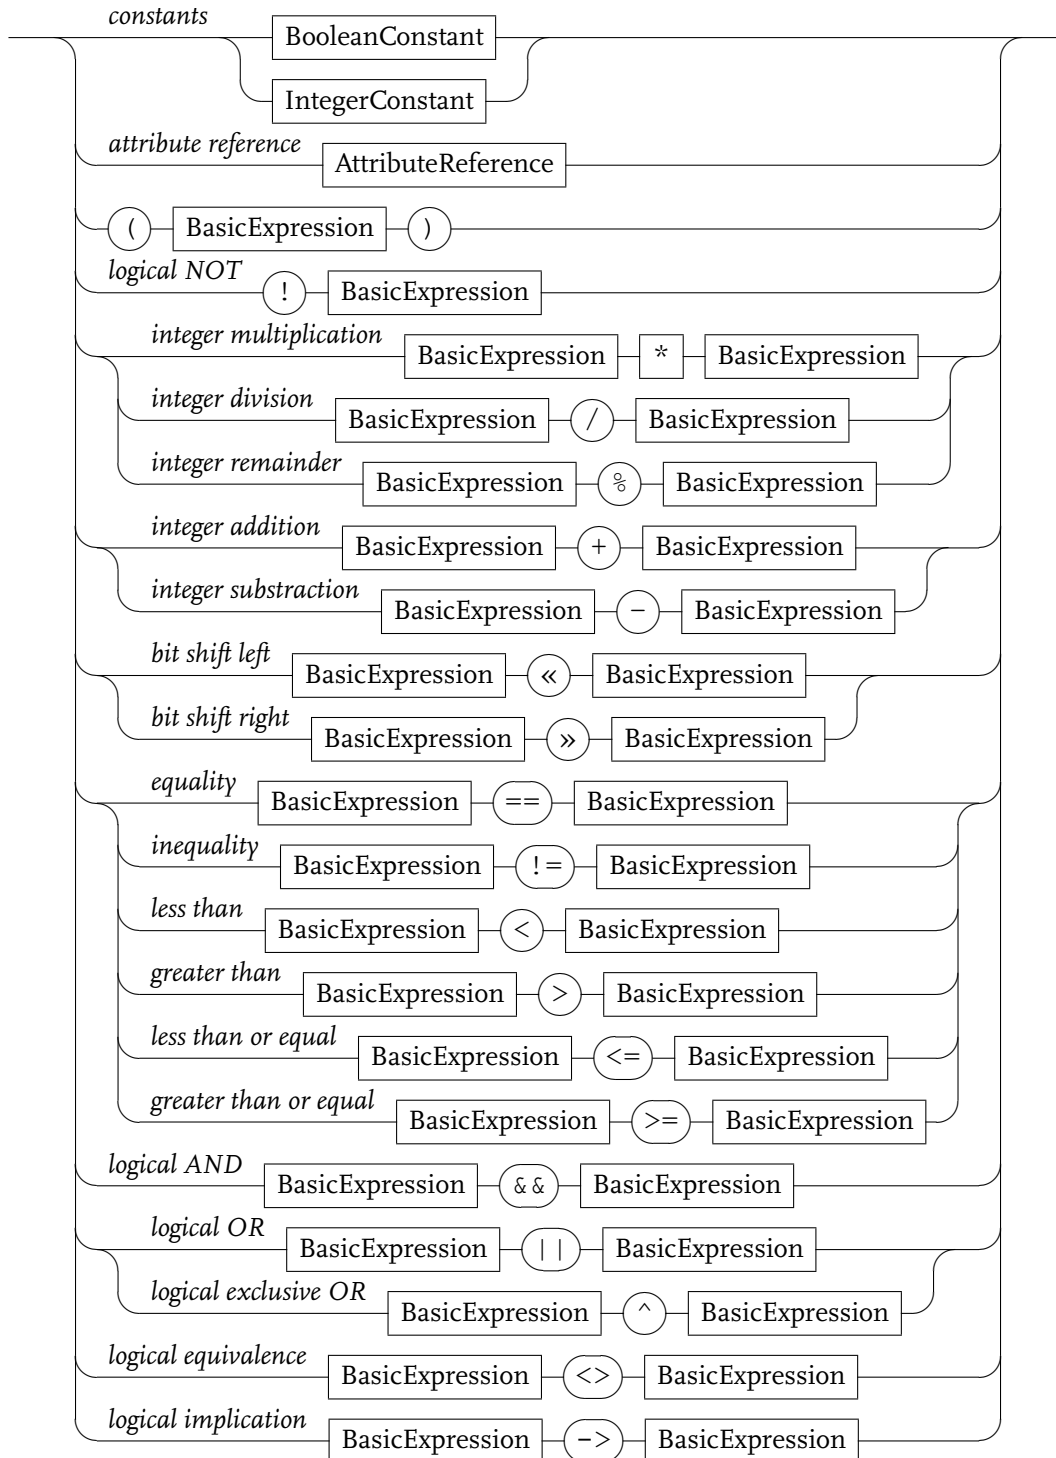 constants BooleanConstant
IntegerConstant
attribute reference AttributeReference
( BasicExpression )
logical NOT ! BasicExpression
integer multiplication BasicExpression * BasicExpression
integer division BasicExpression / BasicExpression
integer remainder BasicExpression % BasicExpression
integer addition BasicExpression + BasicExpression
integer substraction BasicExpression - BasicExpression
bit shift left BasicExpression « BasicExpression
bit shift right BasicExpression » BasicExpression
equality BasicExpression == BasicExpression
inequality BasicExpression != BasicExpression
less than BasicExpression < BasicExpression
greater than BasicExpression > BasicExpression
less than or equal BasicExpression <= BasicExpression
greater than or equal BasicExpression >= BasicExpression
logical AND BasicExpression && BasicExpression
logical OR BasicExpression || BasicExpression
logical exclusive OR BasicExpression ^ BasicExpression
logical equivalence BasicExpression <> BasicExpression
logical implication BasicExpression -> BasicExpression